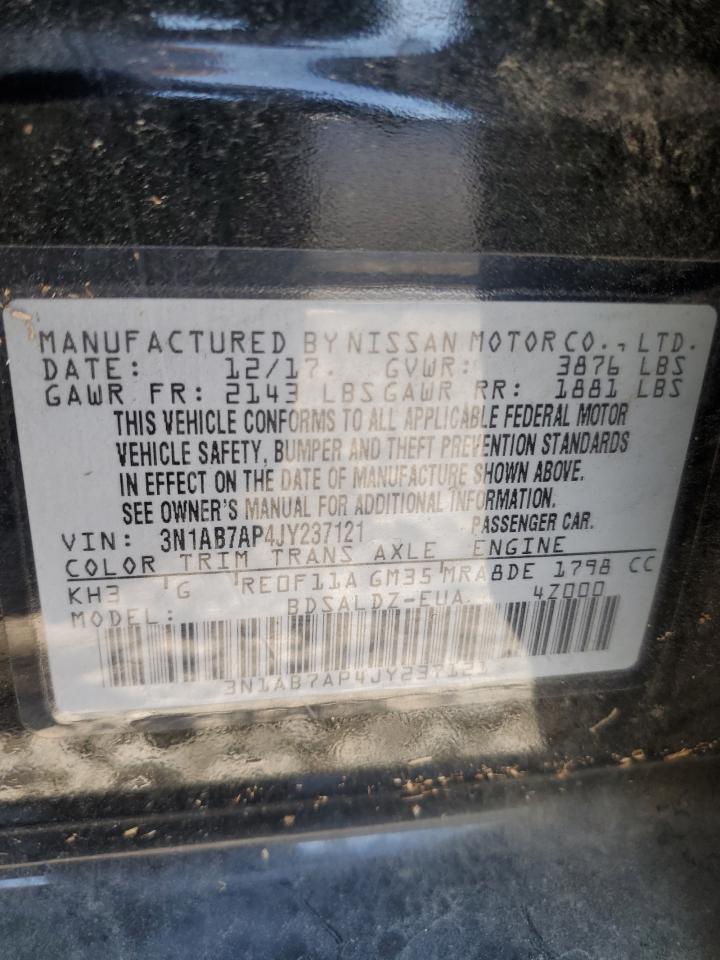 MANUFACTURED BY NISSAN MOTOR CO., LTD.
DATE: 12/17. GVWR: 3876 LBS
GAWR FR: 2143 LBS GAWR RR: 1881 LBS
THIS VEHICLE CONFORMS TO ALL APPLICABLE FEDERAL MOTOR
VEHICLE SAFETY, BUMPER AND THEFT PREVENTION STANDARDS
IN EFFECT ON THE DATE OF MANUFACTURE SHOWN ABOVE.
SEE OWNER'S MANUAL FOR ADDITIONAL INFORMATION.
VIN: 3N1AB7AP4JY237121 PASSENGER CAR.
COLOR TRIM TRANS AXLE ENGINE
KH3 G RE0F11A GM35 MRA8DE 1798 CC
MODEL: BDSALDZ-EUA 4Z000
3N1AB7AP4JY237121